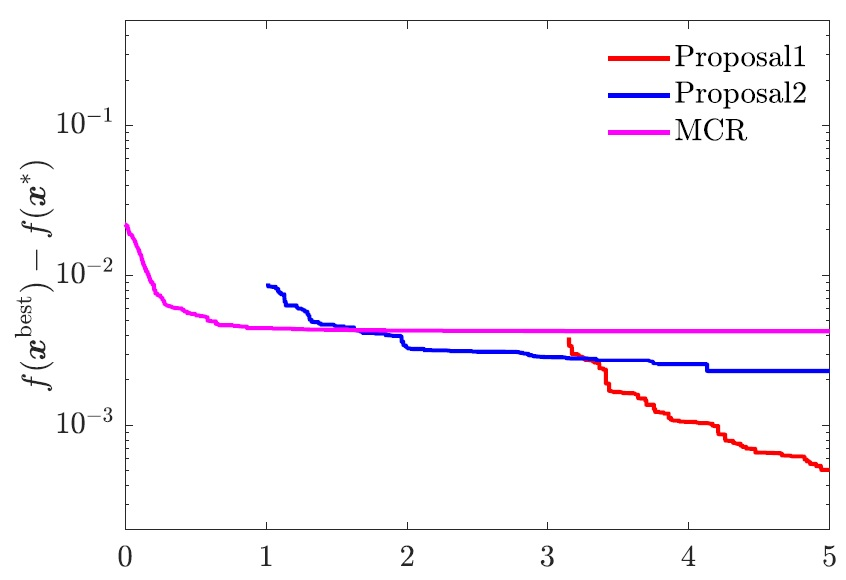 Proposal1
Proposal2
MCR
10⁻¹
10⁻²
10⁻³
f(x^best) − f(x*)
0 1 2 3 4 5